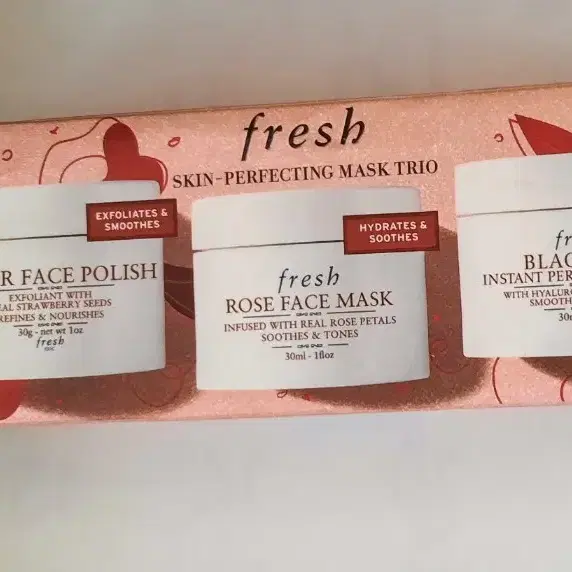 fresh
SKIN-PERFECTING MASK TRIO
EXFOLIATES &
SMOOTHES
R FACE POLISH
EXFOLIANT WITH
AL STRAWBERRY SEEDS
REFINES & NOURISHES
30g - net wt 1oz
fresh
HYDRATES &
SOOTHES
fresh
ROSE FACE MASK
INFUSED WITH REAL ROSE PETALS
SOOTHES & TONES
30ml - 1floz
fr
BLAC
INSTANT PER
WITH HYALURO
SMOOTH
30